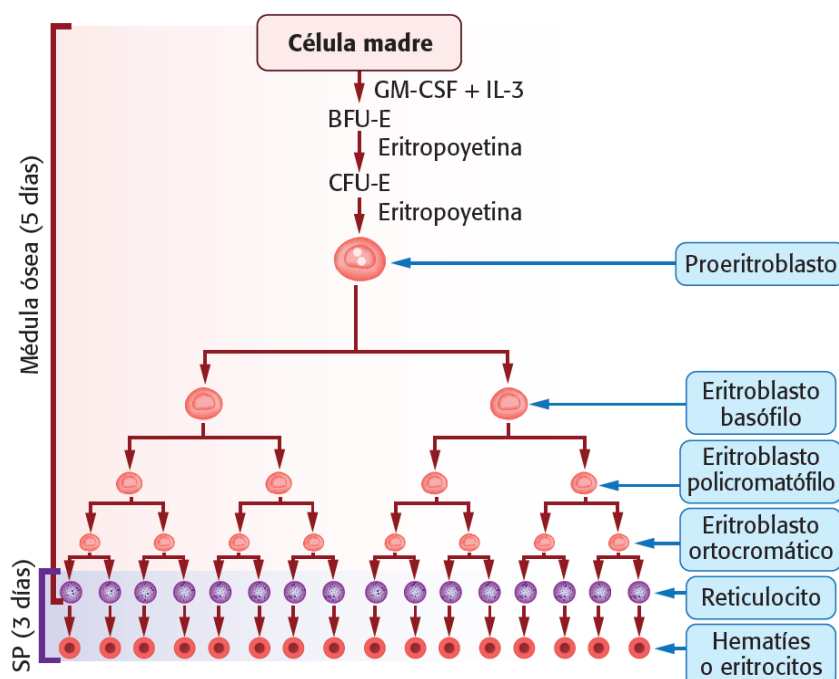 Célula madre
GM-CSF + IL-3
BFU-E
Eritropoyetina
CFU-E
Eritropoyetina
Proeritroblasto
Médula ósea (5 días)
Eritroblasto
basófilo
Eritroblasto
policromatófilo
Eritroblasto
ortocromático
SP (3 días)
Reticulocito
Hematíes
o eritrocitos